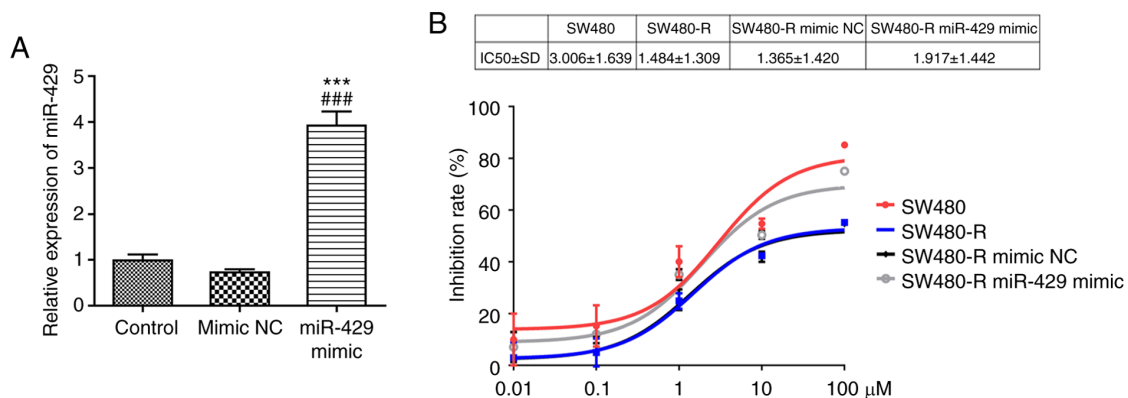 A
Relative expression of miR-429
5
4
3
2
1
0
***
###
Control
Mimic NC
miR-429
mimic
B
SW480
SW480-R
SW480-R mimic NC
SW480-R miR-429 mimic
IC50±SD
3.006±1.639
1.484±1.309
1.365±1.420
1.917±1.442
Inhibition rate (%)
100
80
60
40
20
0
0.01
0.1
1
10
100
μM
SW480
SW480-R
SW480-R mimic NC
SW480-R miR-429 mimic